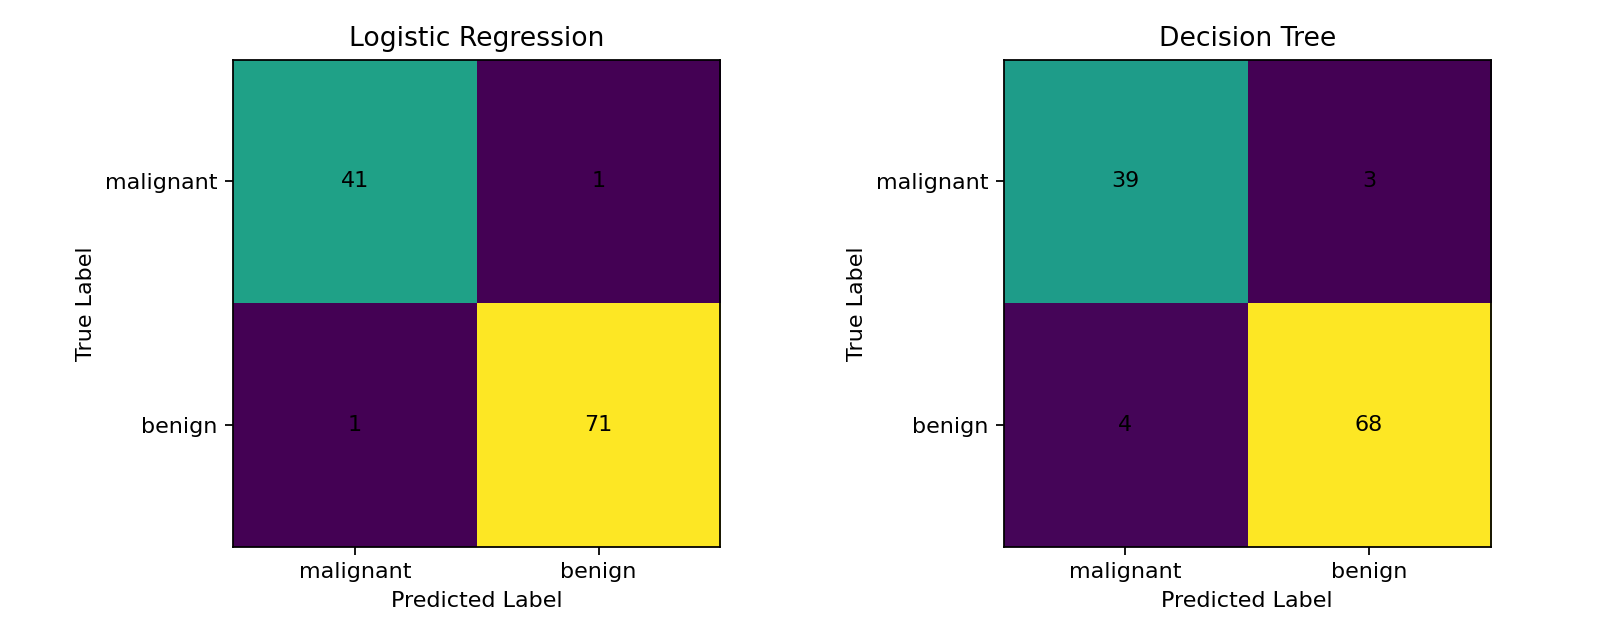 Logistic Regression
True Label
malignant
41
1
benign
1
71
malignant benign
Predicted Label
Decision Tree
True Label
malignant
39
3
benign
4
68
malignant benign
Predicted Label